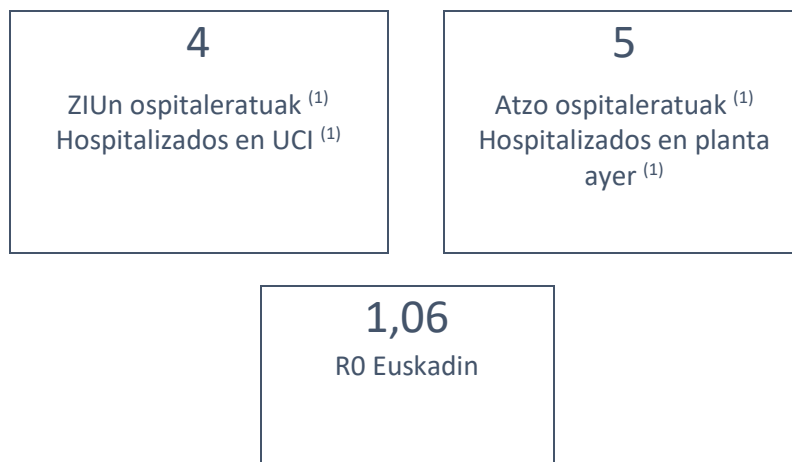 4
ZIUn ospitaleratuak (1)
Hospitalizados en UCI (1)
5
Atzo ospitaleratuak (1)
Hospitalizados en planta
ayer (1)
1,06
R0 Euskadin